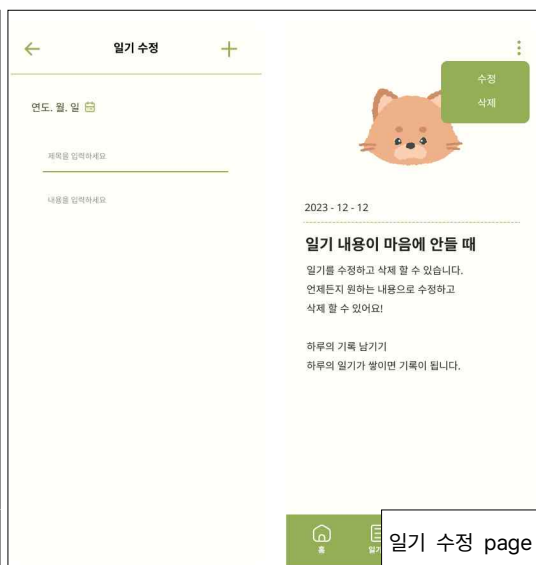 일기 수정
연도. 월. 일
제목을 입력하세요
내용을 입력하세요
수정
삭제
2023 - 12 - 12
일기 내용이 마음에 안들 때
일기를 수정하고 삭제 할 수 있습니다.
언제든지 원하는 내용으로 수정하고
삭제 할 수 있어요!
하루의 기록 남기기
하루의 일기가 쌓이면 기록이 됩니다.
홈
일기 수정 page